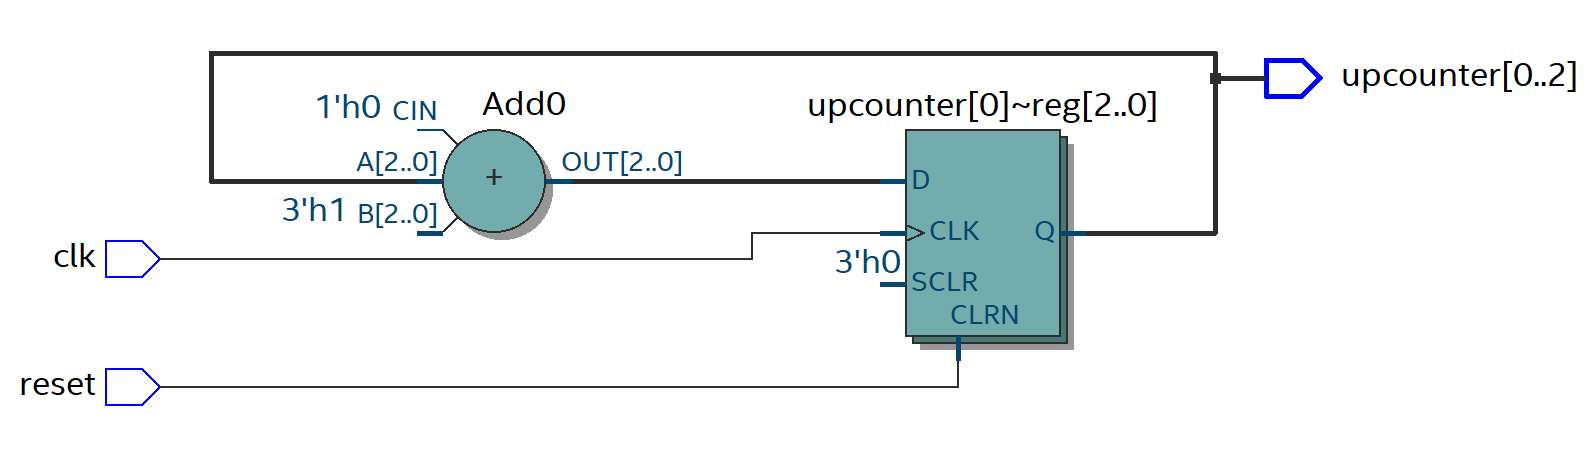 upcounter[0..2]
1'h0 CIN
Add0
upcounter[0]~reg[2..0]
A[2..0]
+
OUT[2..0]
D
3'h1 B[2..0]
CLK
Q
clk
3'h0
SCLR
CLRN
reset